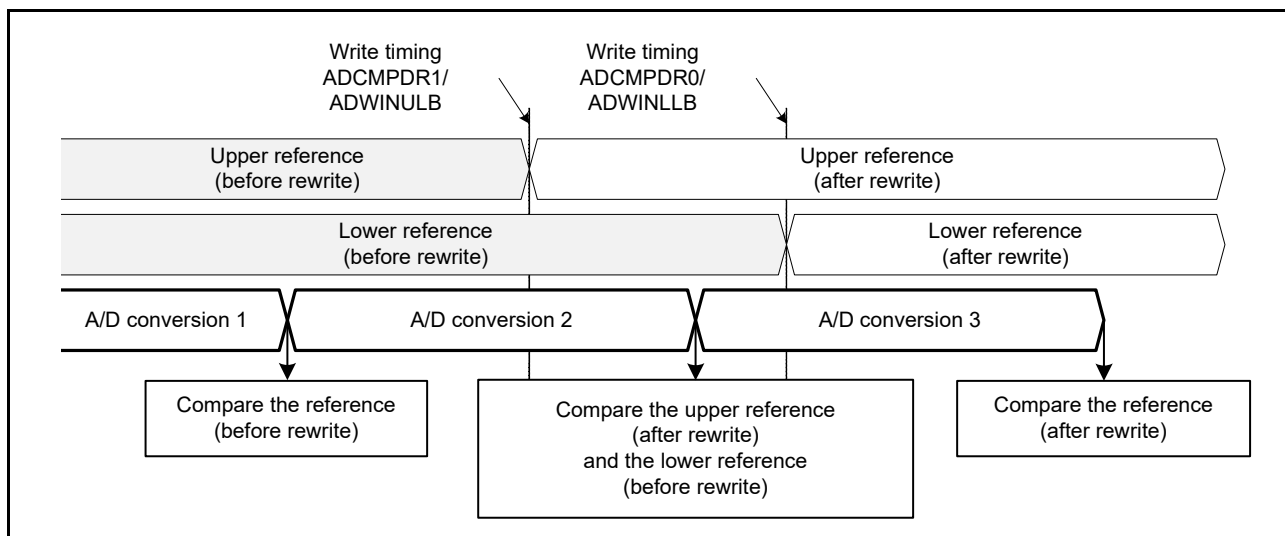 Write timing
ADCMPDR1/
ADWINULB
Write timing
ADCMPDR0/
ADWINLLB
Upper reference
(before rewrite)
Upper reference
(after rewrite)
Lower reference
(before rewrite)
Lower reference
(after rewrite)
A/D conversion 1
A/D conversion 2
A/D conversion 3
Compare the reference
(before rewrite)
Compare the upper reference
(after rewrite)
and the lower reference
(before rewrite)
Compare the reference
(after rewrite)